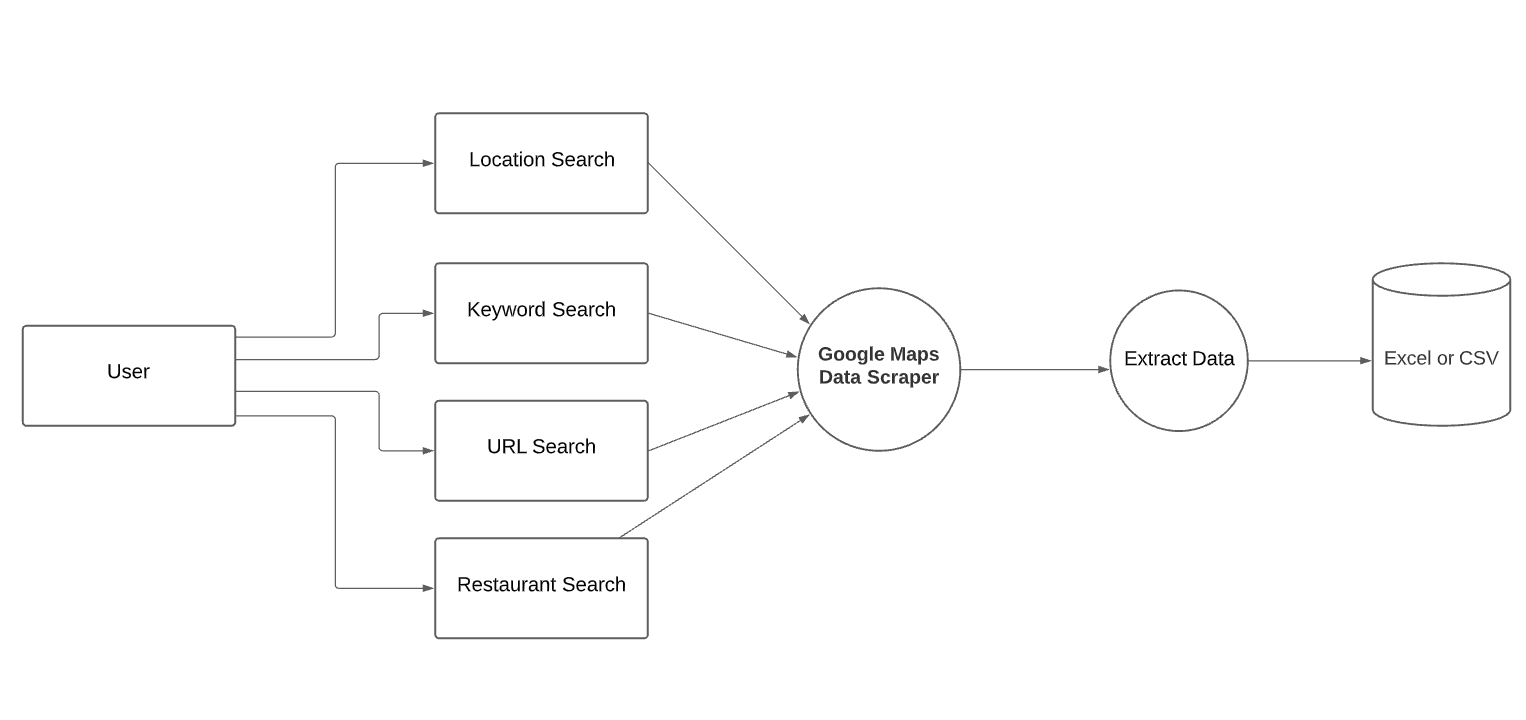 Location Search
Keyword Search
User
URL Search
Restaurant Search
Google Maps
Data Scraper
Extract Data
Excel or CSV